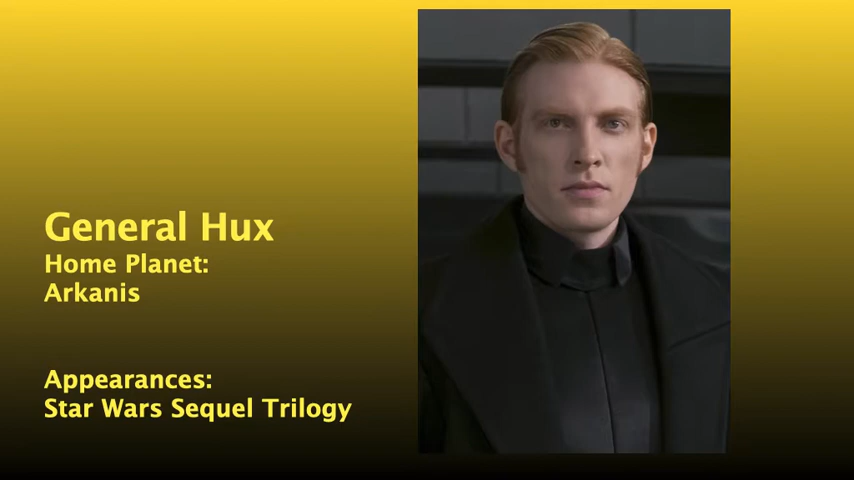 General Hux
Home Planet:
Arkanis
Appearances:
Star Wars Sequel Trilogy